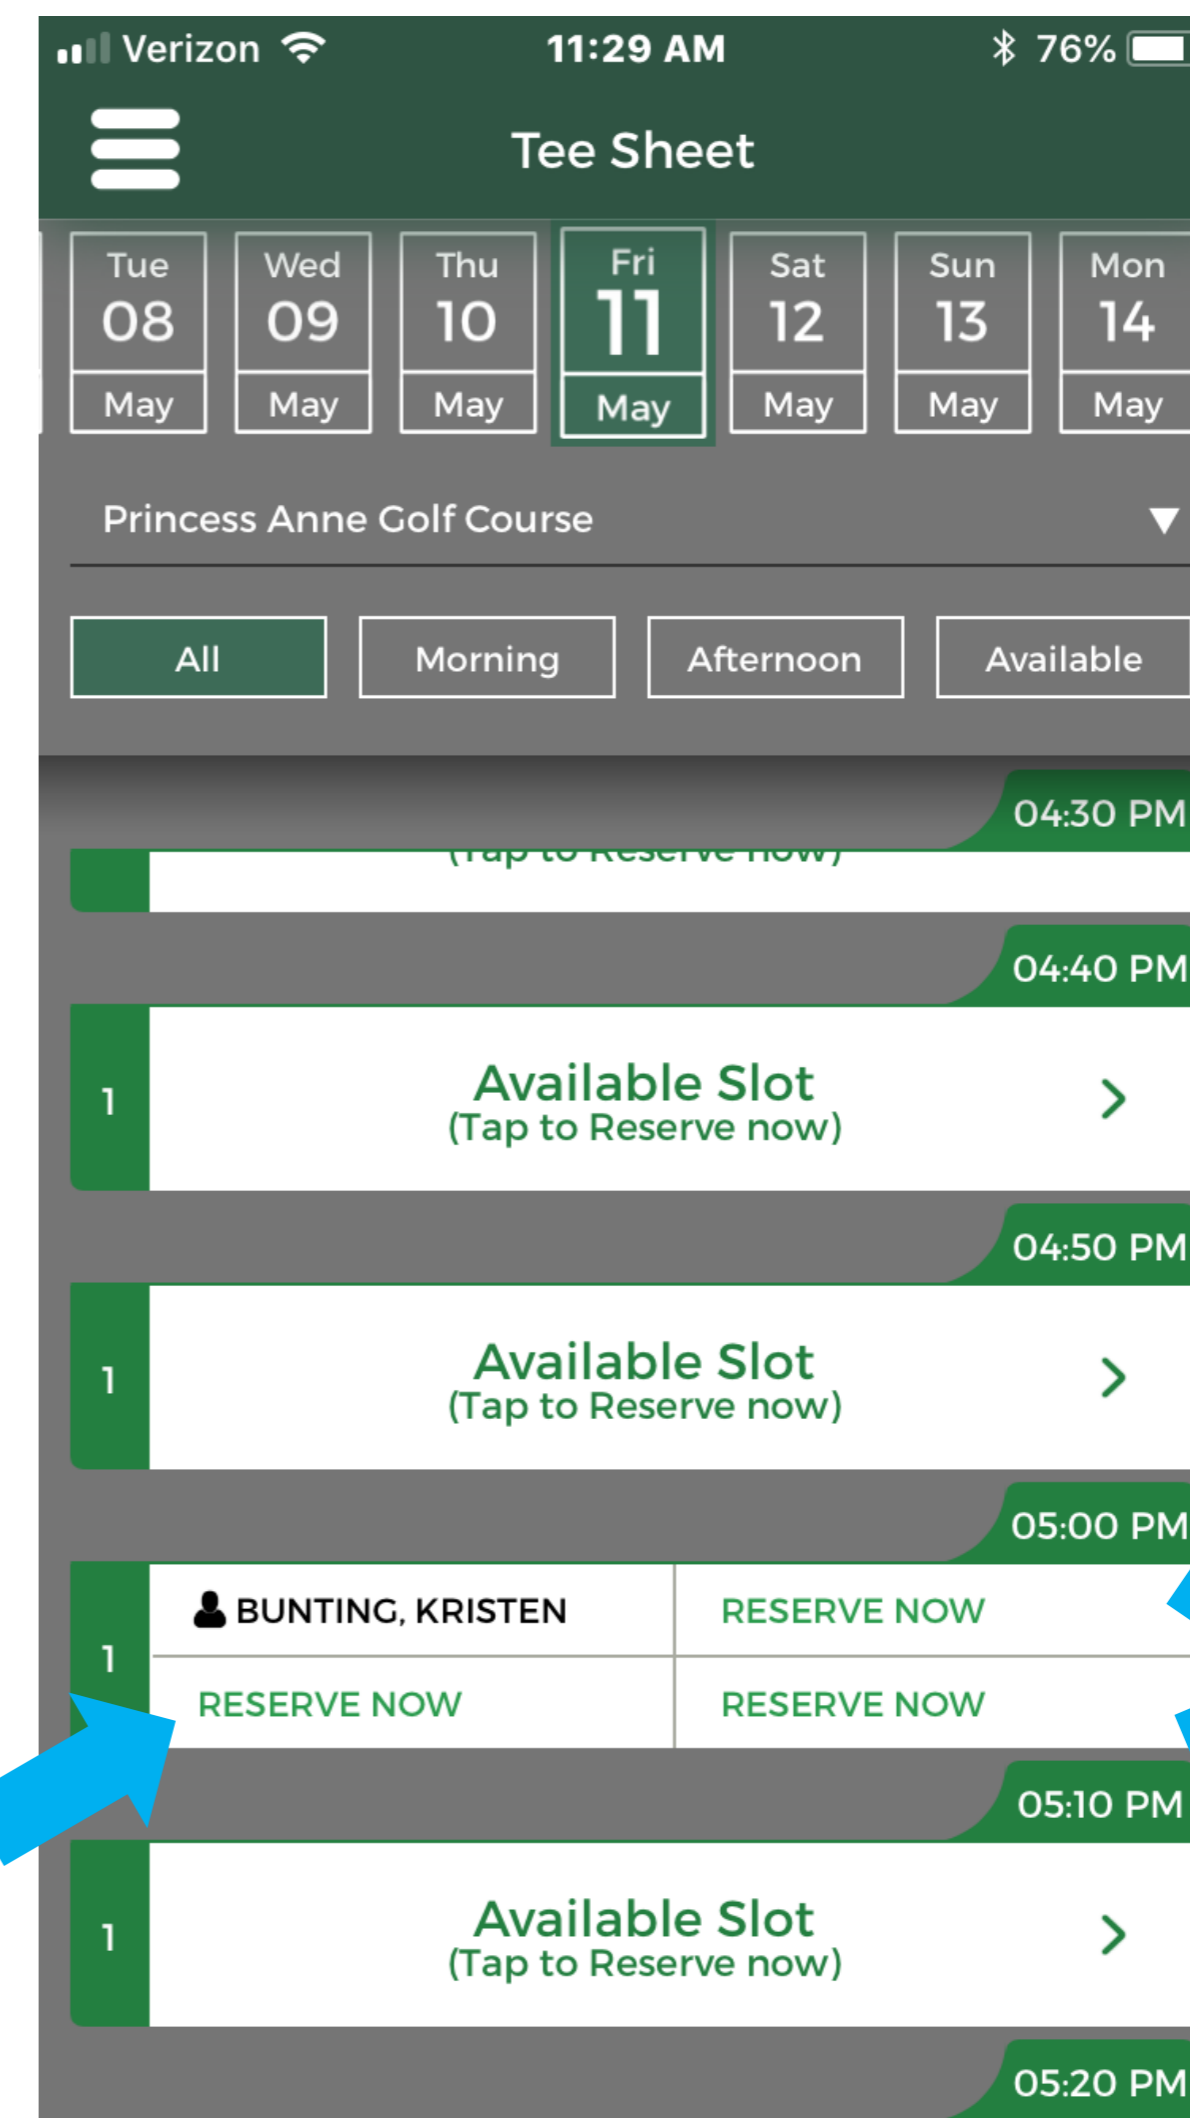 Verizon 11:29 AM 76%
Tee Sheet
Tue Wed Thu Fri Sat Sun Mon
08 09 10 11 12 13 14
May May May May May May May
Princess Anne Golf Course
All Morning Afternoon Available
04:30 PM
(Tap to Reserve now)
04:40 PM
1 Available Slot
(Tap to Reserve now)
04:50 PM
1 Available Slot
(Tap to Reserve now)
05:00 PM
1 BUNTING, KRISTEN RESERVE NOW
RESERVE NOW RESERVE NOW
05:10 PM
1 Available Slot
(Tap to Reserve now)
05:20 PM